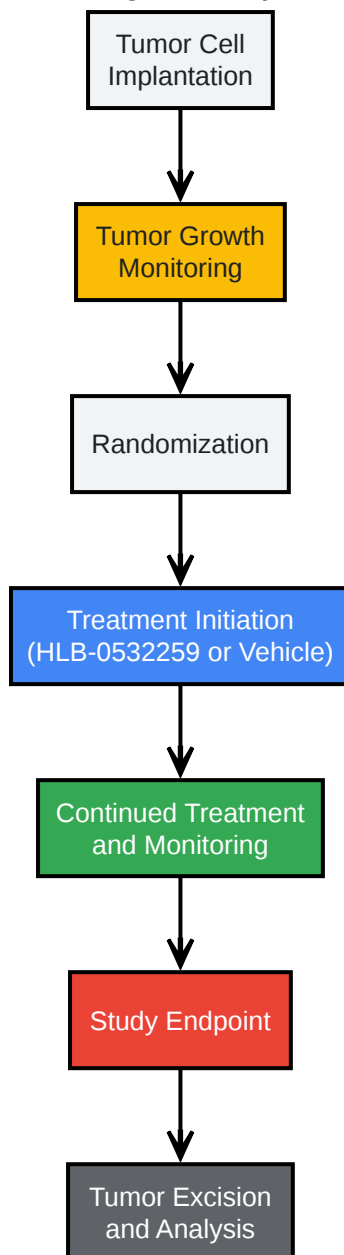 Tumor Cell
Implantation
Tumor Growth
Monitoring
Randomization
Treatment Initiation
(HLB-0532259 or Vehicle)
Continued Treatment
and Monitoring
Study Endpoint
Tumor Excision
and Analysis